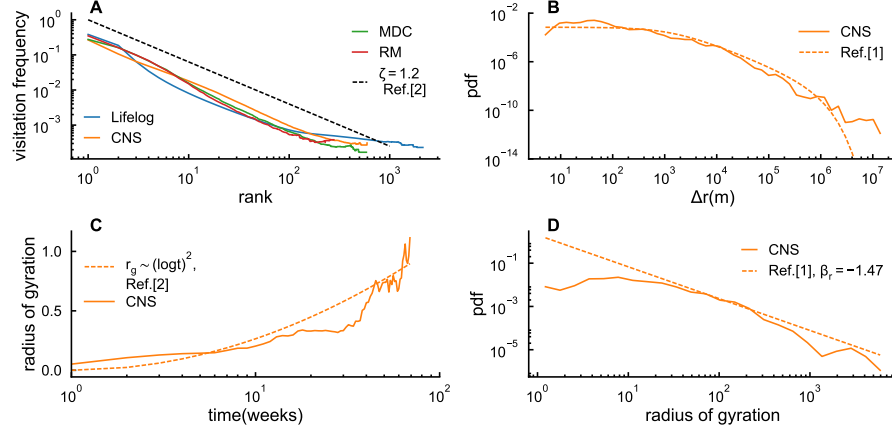 A
visitation frequency
10^0
10^-1
10^-2
10^-3
10^0
10^1
10^2
10^3
rank
MDC
RM
ζ = 1.2
Ref.[2]
Lifelog
CNS
B
pdf
10^-2
10^-6
10^-10
10^-14
10^1
10^2
10^3
10^4
10^5
10^6
10^7
Δr(m)
CNS
Ref.[1]
C
radius of gyration
1.0
0.5
0.0
10^0
10^1
10^2
time(weeks)
r_g ~ (logt)^2,
Ref.[2]
CNS
D
pdf
10^-1
10^-3
10^-5
10^0
10^1
10^2
10^3
radius of gyration
CNS
Ref.[1], β_r = −1.47